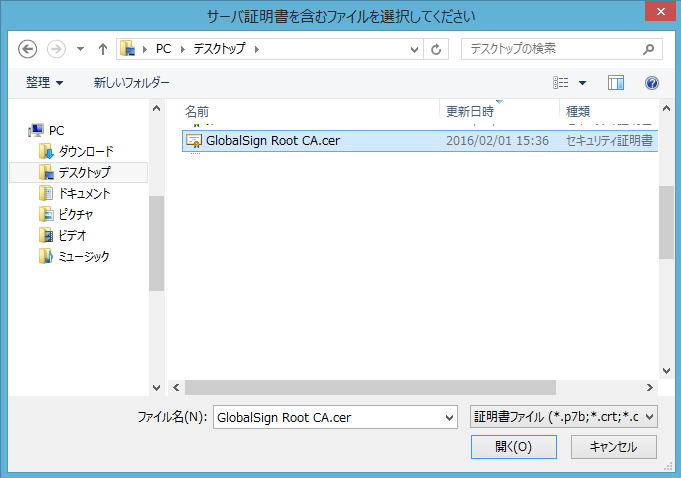 サーバ証明書を含むファイルを選択してください
PC デスクトップ
デスクトップの検索
整理 新しいフォルダー
名前 更新日時 種類
PC
ダウンロード
デスクトップ
ドキュメント
ピクチャ
ビデオ
ミュージック
GlobalSign Root CA.cer 2016/02/01 15:36 セキュリティ証明書
ファイル名(N): GlobalSign Root CA.cer 証明書ファイル (*.p7b;*.crt;*.c
開く(O) キャンセル